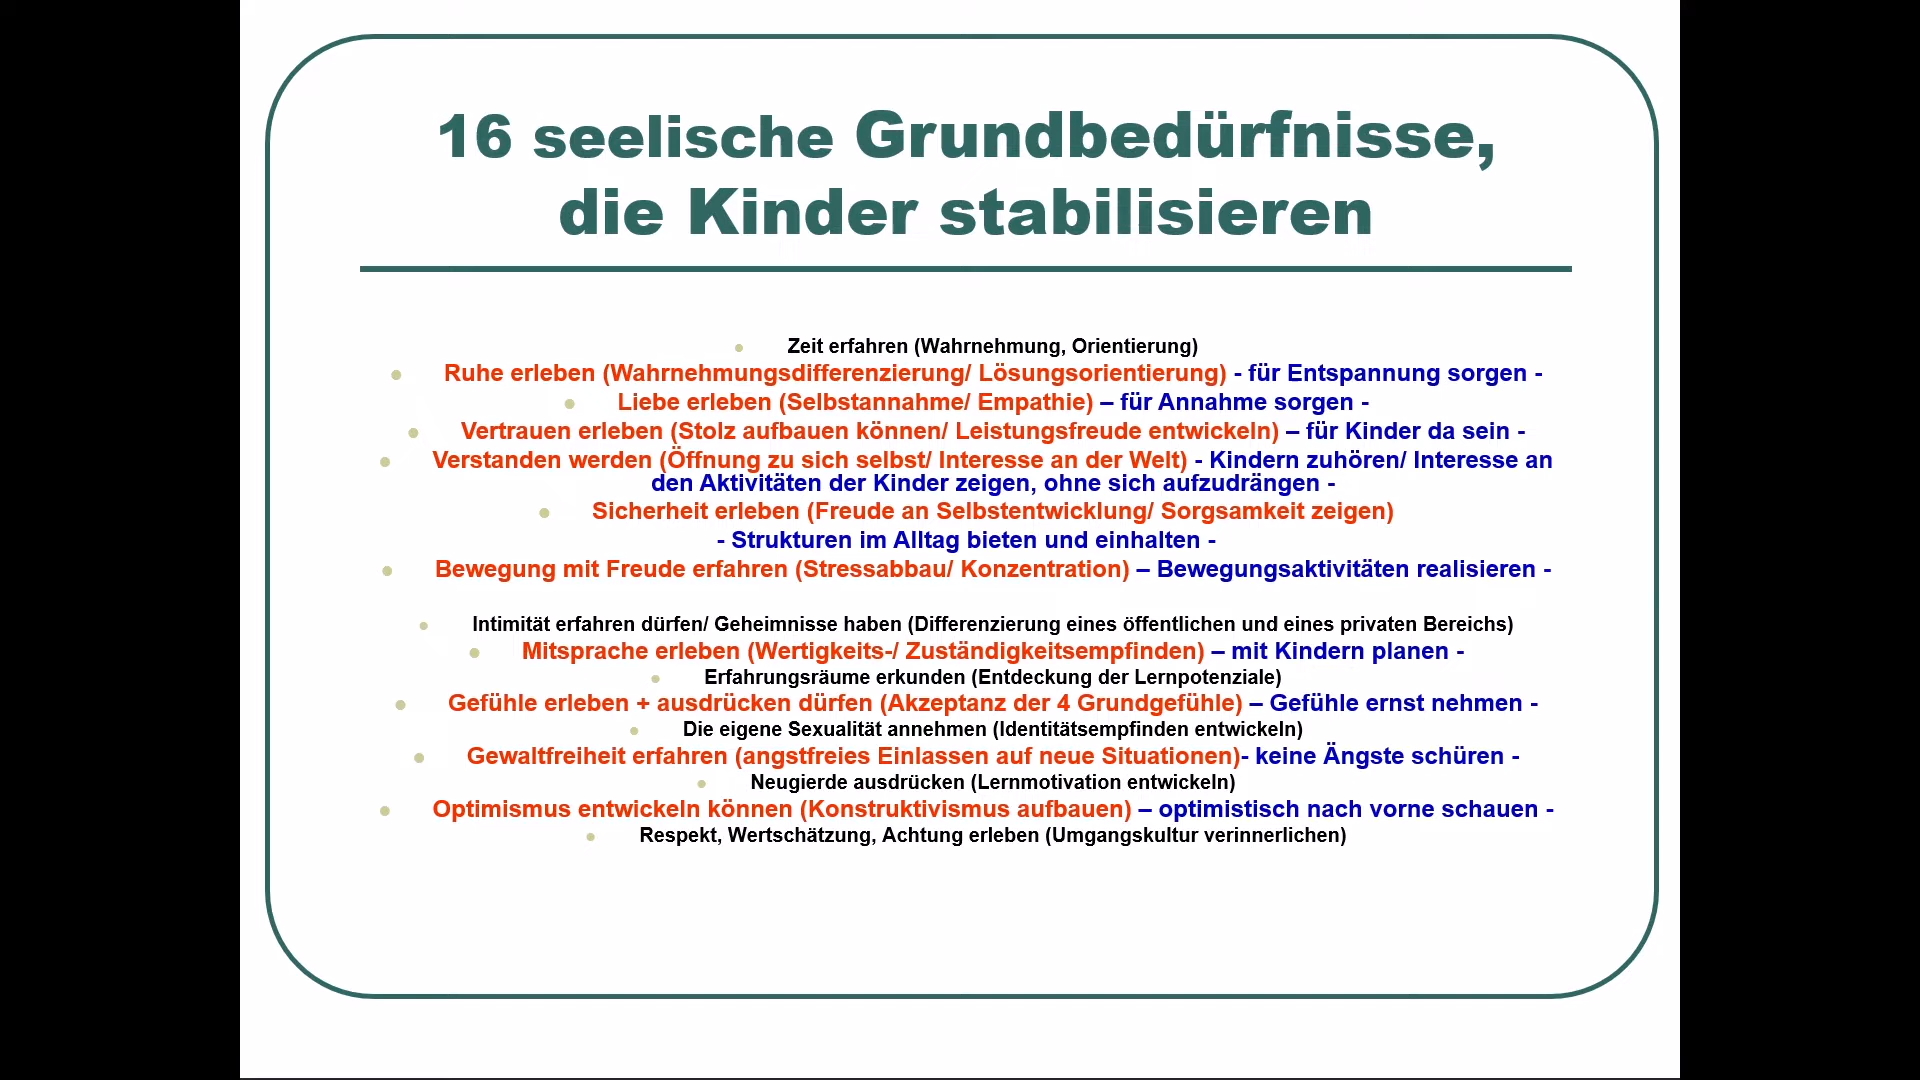 16 seelische Grundbedürfnisse,
die Kinder stabilisieren
Zeit erfahren (Wahrnehmung, Orientierung)
Ruhe erleben (Wahrnehmungsdifferenzierung/ Lösungsorientierung) - für Entspannung sorgen -
Liebe erleben (Selbstannahme/ Empathie) – für Annahme sorgen -
Vertrauen erleben (Stolz aufbauen können/ Leistungsfreude entwickeln) – für Kinder da sein -
Verstanden werden (Öffnung zu sich selbst/ Interesse an der Welt) - Kindern zuhören/ Interesse an
den Aktivitäten der Kinder zeigen, ohne sich aufzudrängen -
Sicherheit erleben (Freude an Selbstentwicklung/ Sorgsamkeit zeigen)
- Strukturen im Alltag bieten und einhalten -
Bewegung mit Freude erfahren (Stressabbau/ Konzentration) – Bewegungsaktivitäten realisieren -
Intimität erfahren dürfen/ Geheimnisse haben (Differenzierung eines öffentlichen und eines privaten Bereichs)
Mitsprache erleben (Wertigkeits-/ Zuständigkeitsempfinden) – mit Kindern planen -
Erfahrungsräume erkunden (Entdeckung der Lernpotenziale)
Gefühle erleben + ausdrücken dürfen (Akzeptanz der 4 Grundgefühle) – Gefühle ernst nehmen -
Die eigene Sexualität annehmen (Identitätsempfinden entwickeln)
Gewaltfreiheit erfahren (angstfreies Einlassen auf neue Situationen)- keine Ängste schüren -
Neugierde ausdrücken (Lernmotivation entwickeln)
Optimismus entwickeln können (Konstruktivismus aufbauen) – optimistisch nach vorne schauen -
Respekt, Wertschätzung, Achtung erleben (Umgangskultur verinnerlichen)